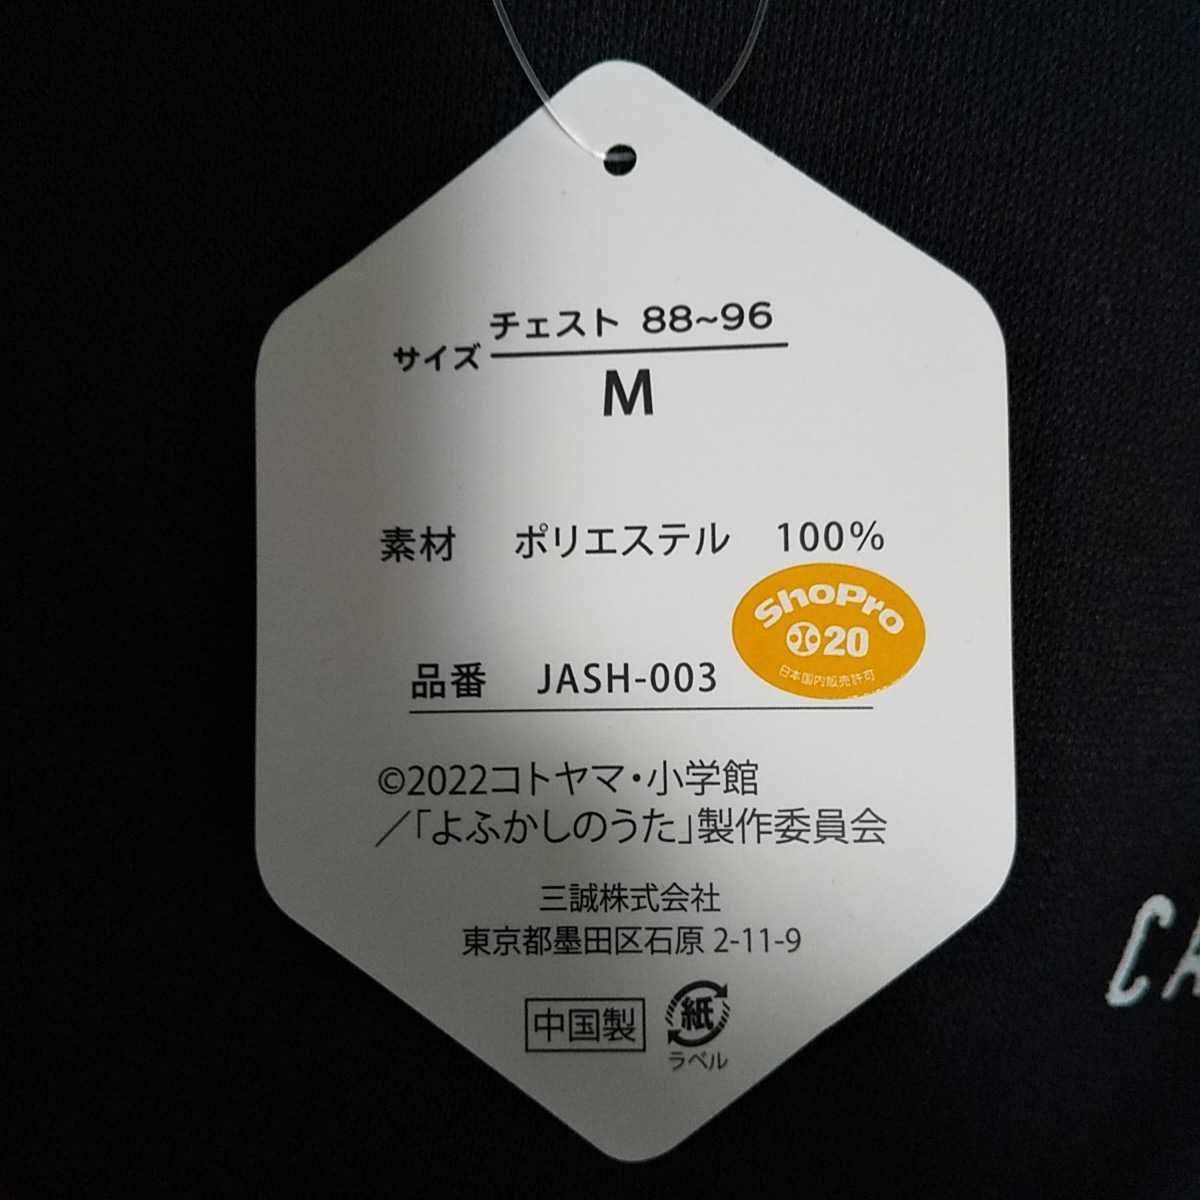 チェスト 88~96
サイズ
M
素材 ポリエステル 100%
ShoPro
20
日本国内販売許可
品番 JASH-003
©2022コトヤマ・小学館
／「よふかしのうた」製作委員会
三誠株式会社
東京都墨田区石原 2-11-9
中国製
紙
ラベル